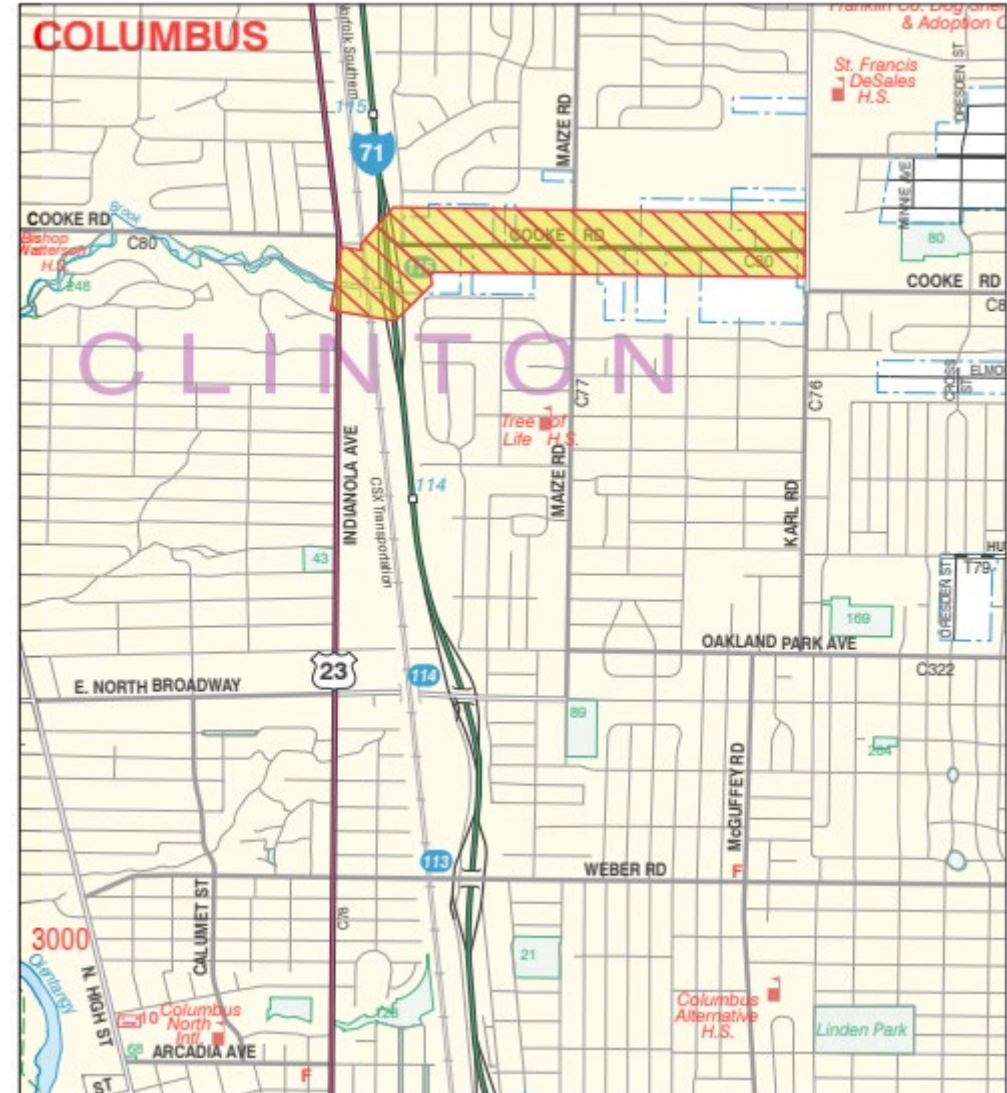 COLUMBUS
Franklin Co. Dog
& Adoption
St. Francis
DeSales
H.S.
DRESDEN ST
Norfolk Southern
115
71
MAIZE RD
MINNIE AVE
COOKE RD
Brook
C80
Bishop
Watterson
H.S.
248
COOKE RD
C80
80
COOKE RD
CLINTON
C77
C76
CROSS
ST
Tree of
Life H.S.
INDIANOLA AVE
MAIZE RD
114
CSX Transportation
KARL RD
43
DRESDEN ST
T79
169
OAKLAND PARK AVE
C322
23
114
E. NORTH BROADWAY
89
264
McGUFFEY RD
113
WEBER RD
F
CALUMET ST
C78
3000
Olentangy
N. HIGH ST
21
10
Columbus
North
Intl.
128
Columbus
Alternative
H.S.
Linden Park
68
ARCADIA AVE
F
ST